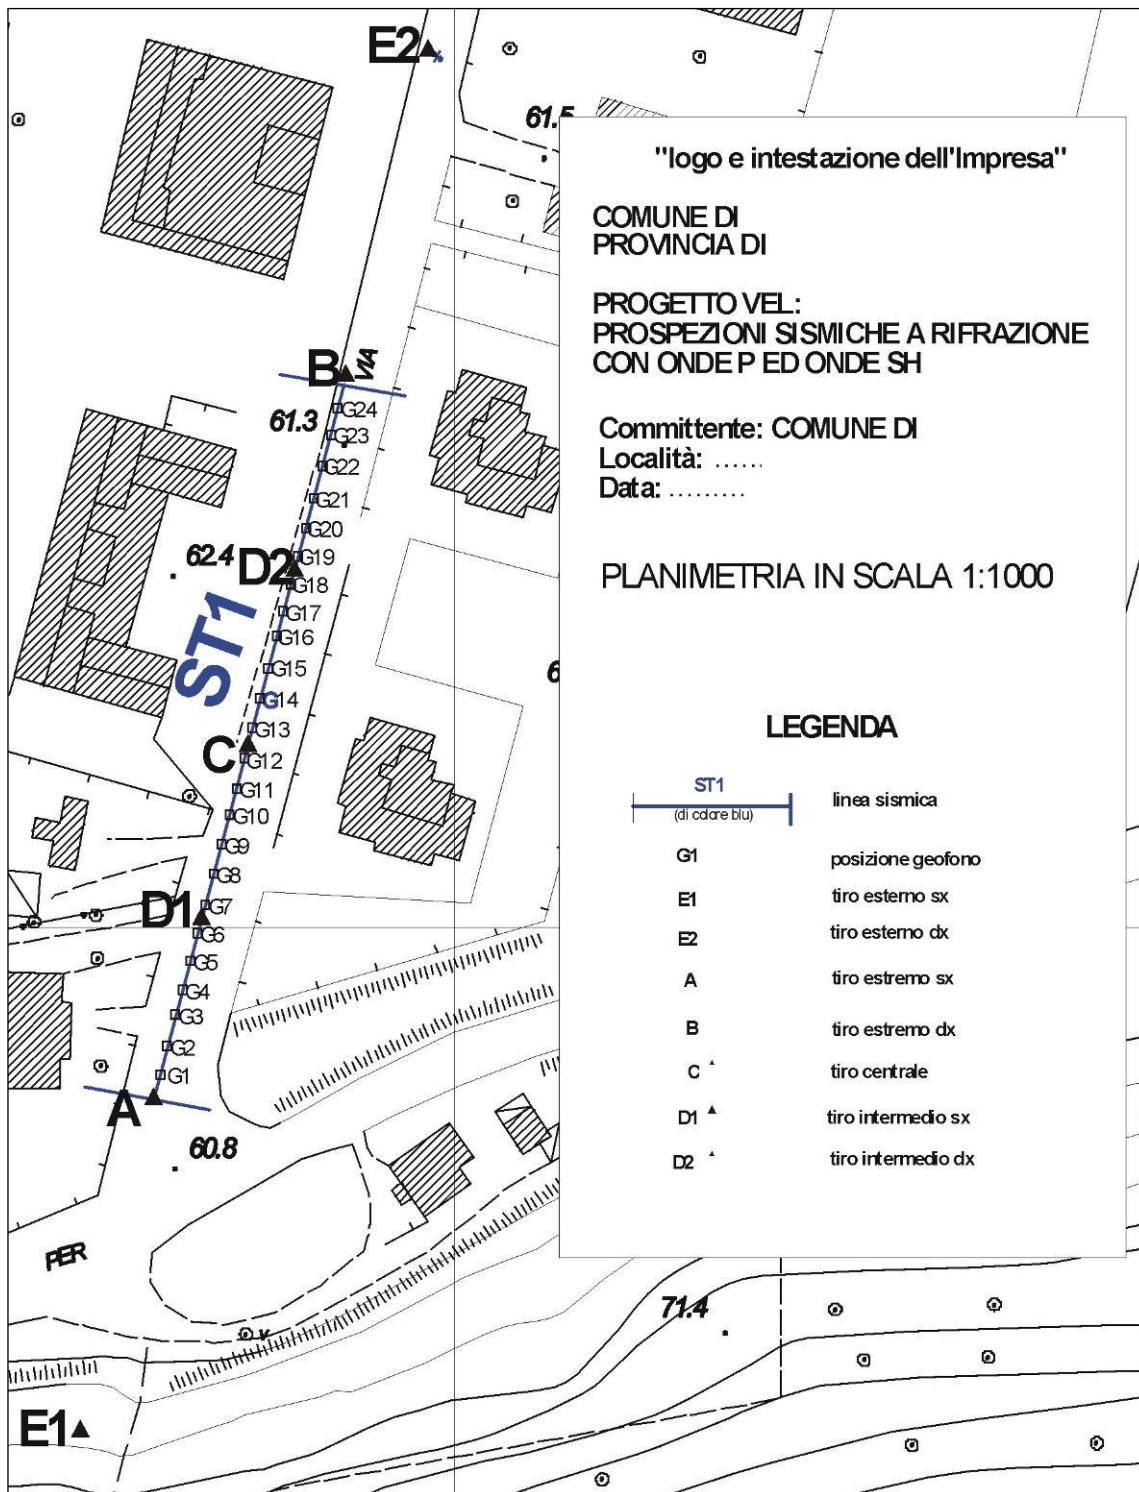 E2
61.5
"logo e intestazione dell'Impresa"
COMUNE DI
PROVINCIA DI
PROGETTO VEL:
PROSPEZIONI SISMICHE A RIFRAZIONE
CON ONDE P ED ONDE SH
Committente: COMUNE DI
Località: ......
Data: .........
PLANIMETRIA IN SCALA 1:1000
LEGENDA
ST1
(di colore blu)
linea sismica
G1
posizione geofono
E1
tiro esterno sx
E2
tiro esterno dx
A
tiro estremo sx
B
tiro estremo dx
C
tiro centrale
D1
tiro intermedio sx
D2
tiro intermedio dx
B
VIA
G24
61.3
G23
G22
G21
G20
G19
62.4
D2
G18
G17
ST1
G16
G15
6
G14
G13
C
G12
G11
G10
G9
G8
D1
G7
G6
G5
G4
G3
G2
G1
A
60.8
PER
71.4
v
E1